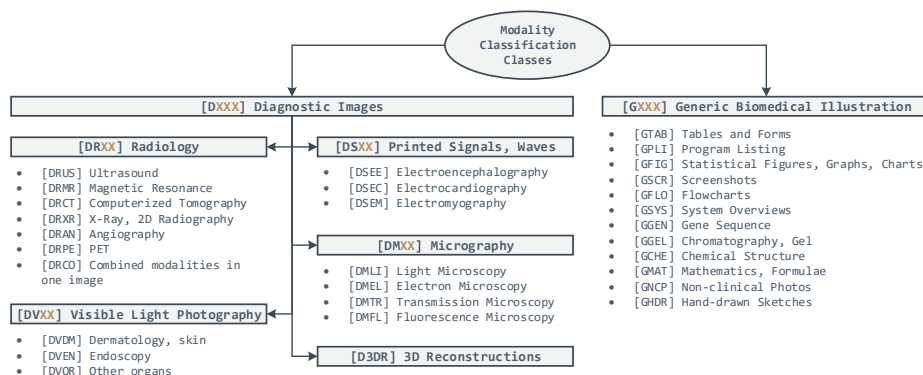 Modality
Classification
Classes
[DXXX] Diagnostic Images
[DRXX] Radiology
• [DRUS] Ultrasound
• [DRMR] Magnetic Resonance
• [DRCT] Computerized Tomography
• [DRXR] X-Ray, 2D Radiography
• [DRAN] Angiography
• [DRPE] PET
• [DRCO] Combined modalities in
one image
[DVXX] Visible Light Photography
• [DVDM] Dermatology, skin
• [DVEN] Endoscopy
• [DVOR] Other organs
[DSXX] Printed Signals, Waves
• [DSEE] Electroencephalography
• [DSEC] Electrocardiography
• [DSEM] Electromyography
[DMXX] Micrography
• [DMLI] Light Microscopy
• [DMEL] Electron Microscopy
• [DMTR] Transmission Microscopy
• [DMFL] Fluorescence Microscopy
[D3DR] 3D Reconstructions
[GXXX] Generic Biomedical Illustration
• [GTAB] Tables and Forms
• [GPLI] Program Listing
• [GFIG] Statistical Figures, Graphs, Charts
• [GSCR] Screenshots
• [GFLO] Flowcharts
• [GSYS] System Overviews
• [GGEN] Gene Sequence
• [GGEL] Chromatography, Gel
• [GCHE] Chemical Structure
• [GMAT] Mathematics, Formulae
• [GNCP] Non-clinical Photos
• [GHDR] Hand-drawn Sketches